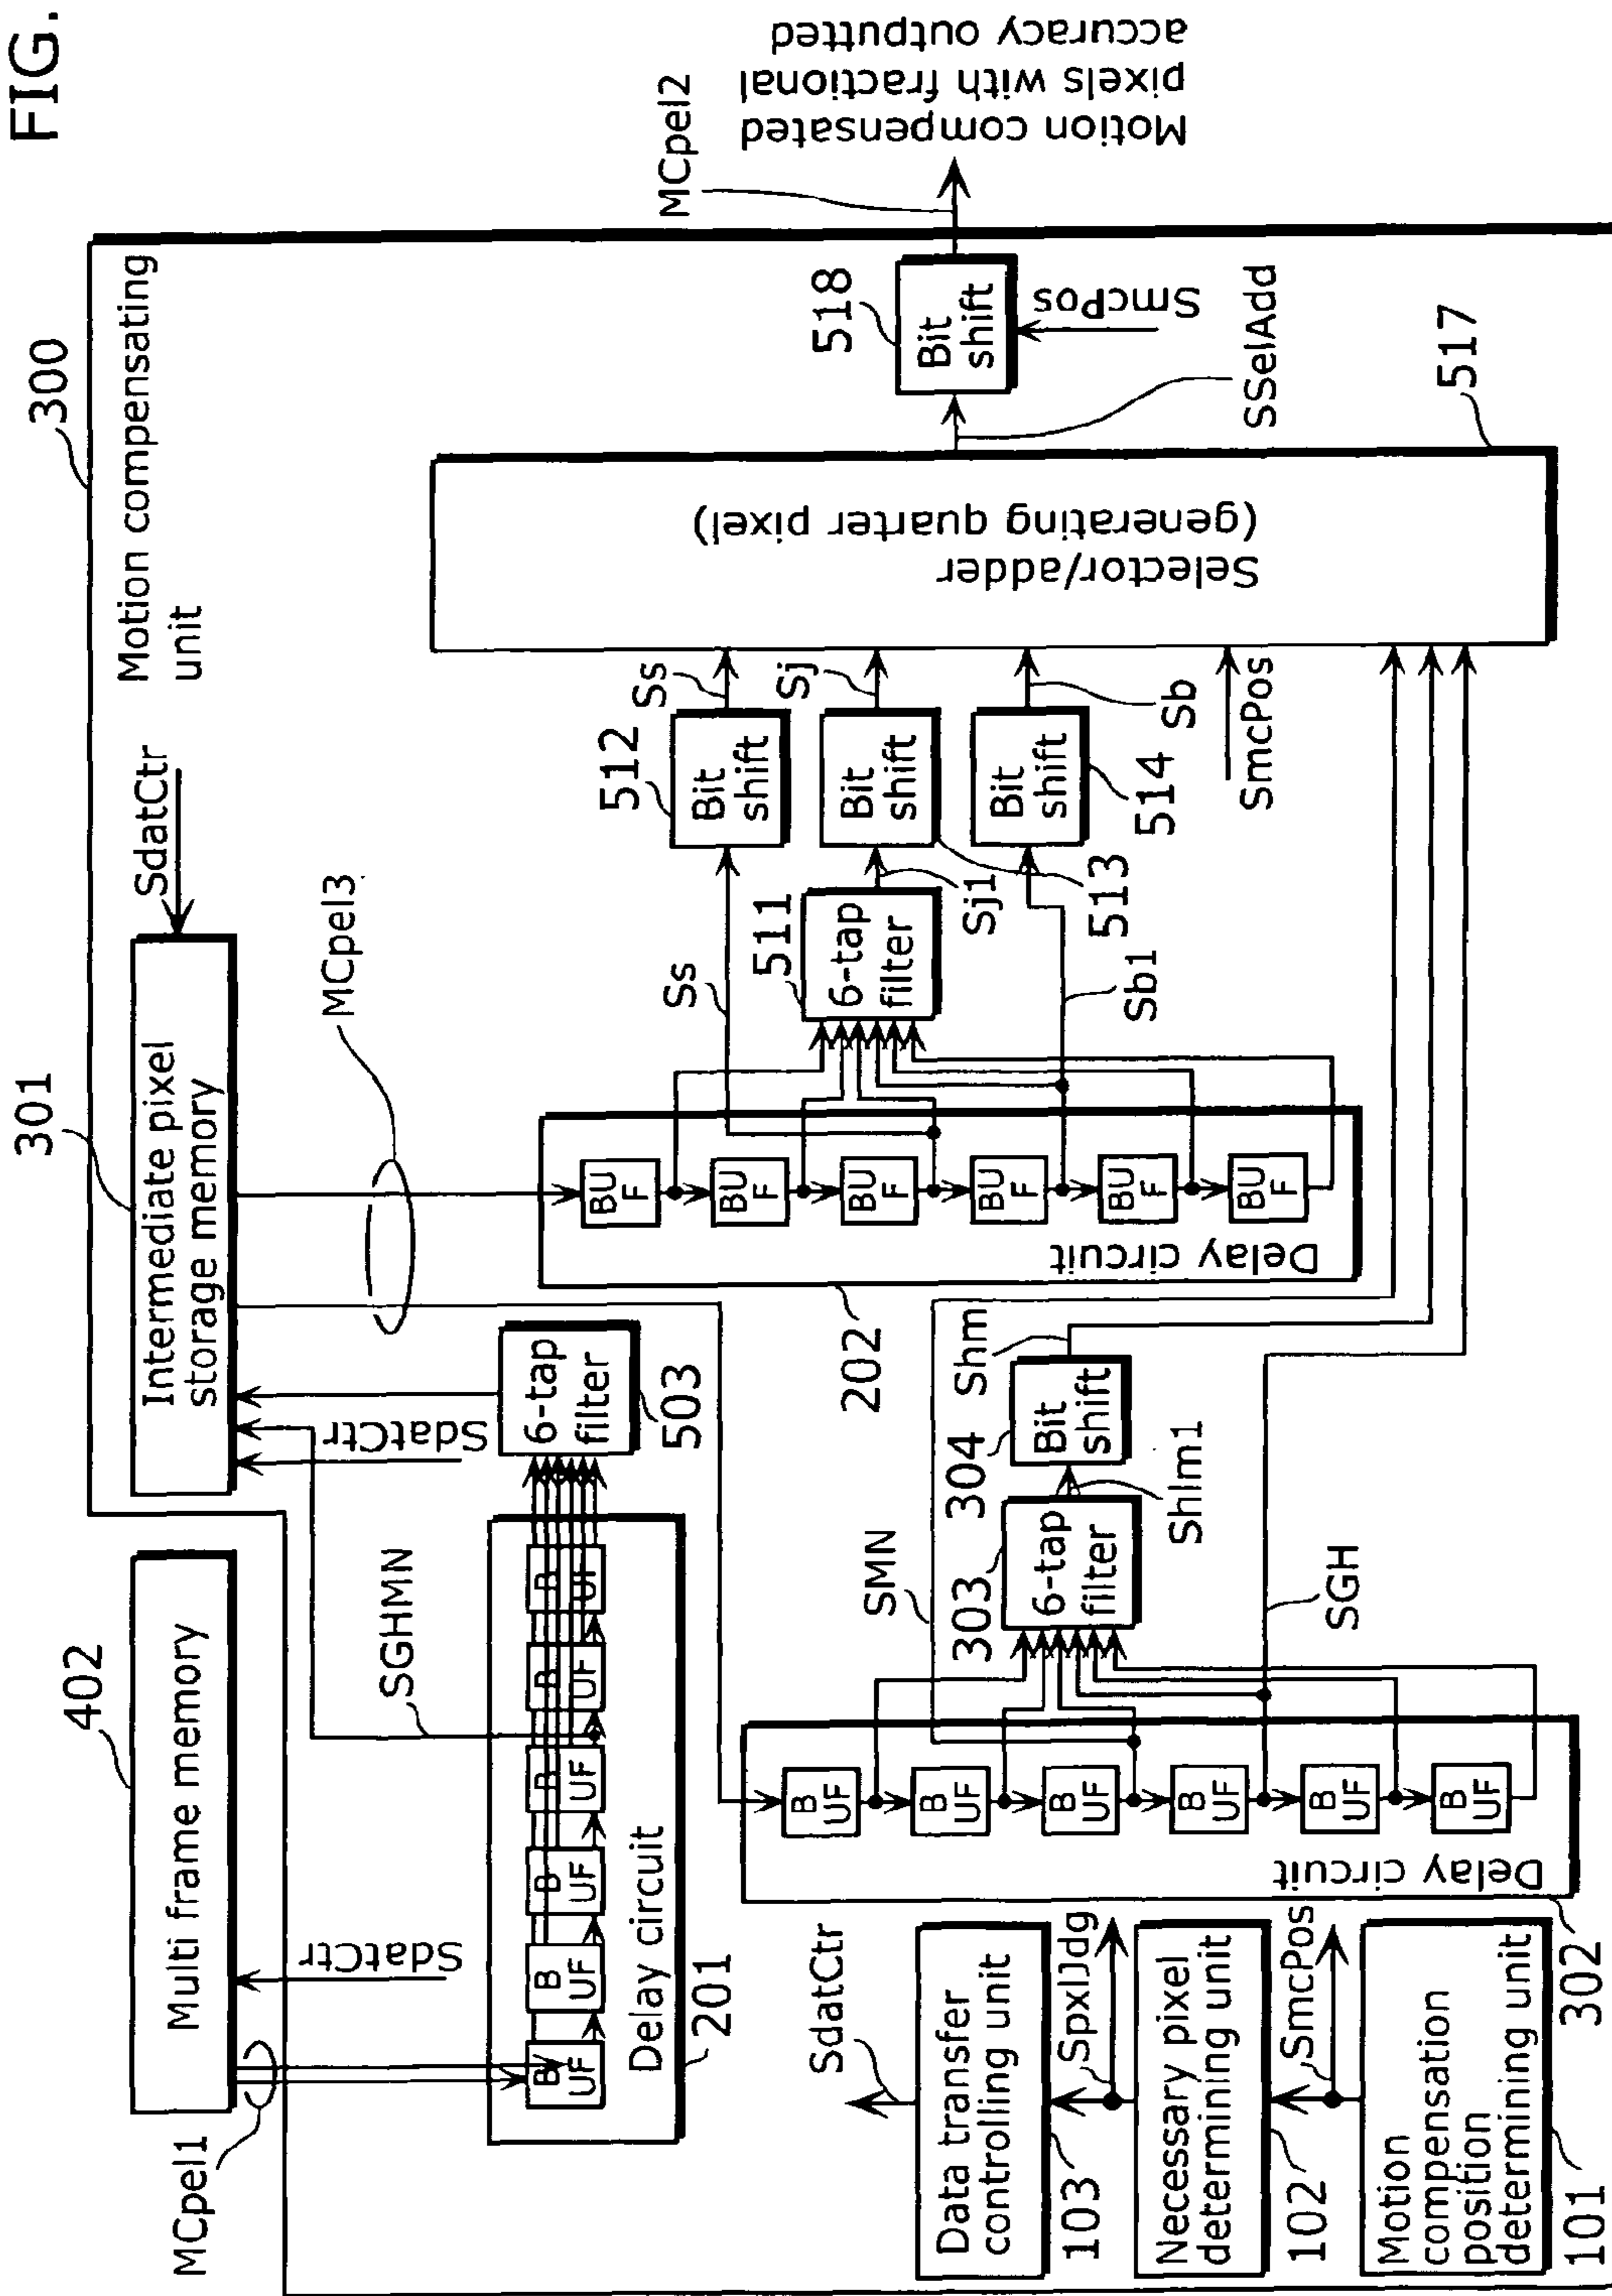 FIG.
300
Motion compensating
unit
402
Multi frame memory
301
Intermediate pixel
storage memory
SdatCtr
MCpel1
SdatCtr
SGHMN
SdatCtr
MCpel3
B
UF
B
UF
B
UF
B
UF
B
UF
B
UF
Delay circuit
201
6-tap
filter
503
BU
F
BU
F
BU
F
BU
F
BU
F
BU
F
Delay circuit
202
Ss
511
6-tap
filter
Sj1
Sb1
512
Bit
shift
Ss
Bit
shift
513
Sj
Bit
shift
514
Sb
SmcPos
Selector/adder
(generating quarter pixel)
517
SSelAdd
518
Bit
shift
SmcPos
MCpel2
Motion compensated
pixels with fractional
accuracy outputted
B
UF
B
UF
B
UF
B
UF
B
UF
B
UF
Delay circuit
302
SMN
303
6-tap
filter
Shlm1
304
Bit
shift
Shm
SGH
SdatCtr
Data transfer
controlling unit
103
SpxlJdg
Necessary pixel
determining unit
102
SmcPos
Motion
compensation
position
determining unit
101